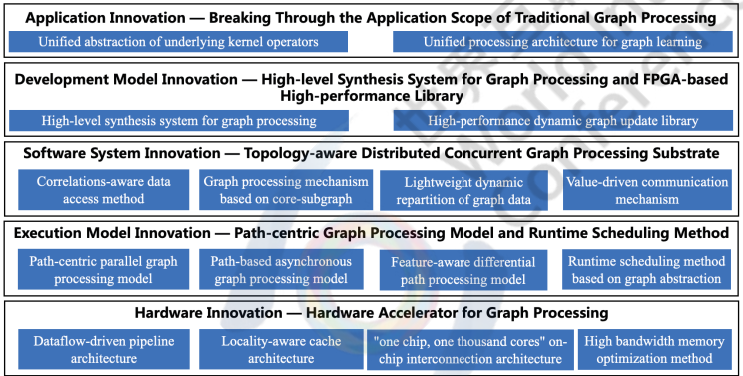 Application Innovation — Breaking Through the Application Scope of Traditional Graph Processing
Unified abstraction of underlying kernel operators
Unified processing architecture for graph learning
Development Model Innovation — High-level Synthesis System for Graph Processing and FPGA-based
High-performance Library
High-level synthesis system for graph processing
High-performance dynamic graph update library
Software System Innovation — Topology-aware Distributed Concurrent Graph Processing Substrate
Correlations-aware data
access method
Graph processing mechanism
based on core-subgraph
Lightweight dynamic
repartition of graph data
Value-driven communication
mechanism
Execution Model Innovation — Path-centric Graph Processing Model and Runtime Scheduling Method
Path-centric parallel graph
processing model
Path-based asynchronous
graph processing model
Feature-aware differential
path processing model
Runtime scheduling method
based on graph abstraction
Hardware Innovation — Hardware Accelerator for Graph Processing
Dataflow-driven pipeline
architecture
Locality-aware cache
architecture
"one chip, one thousand cores" on-
chip interconnection architecture
High bandwidth memory
optimization method